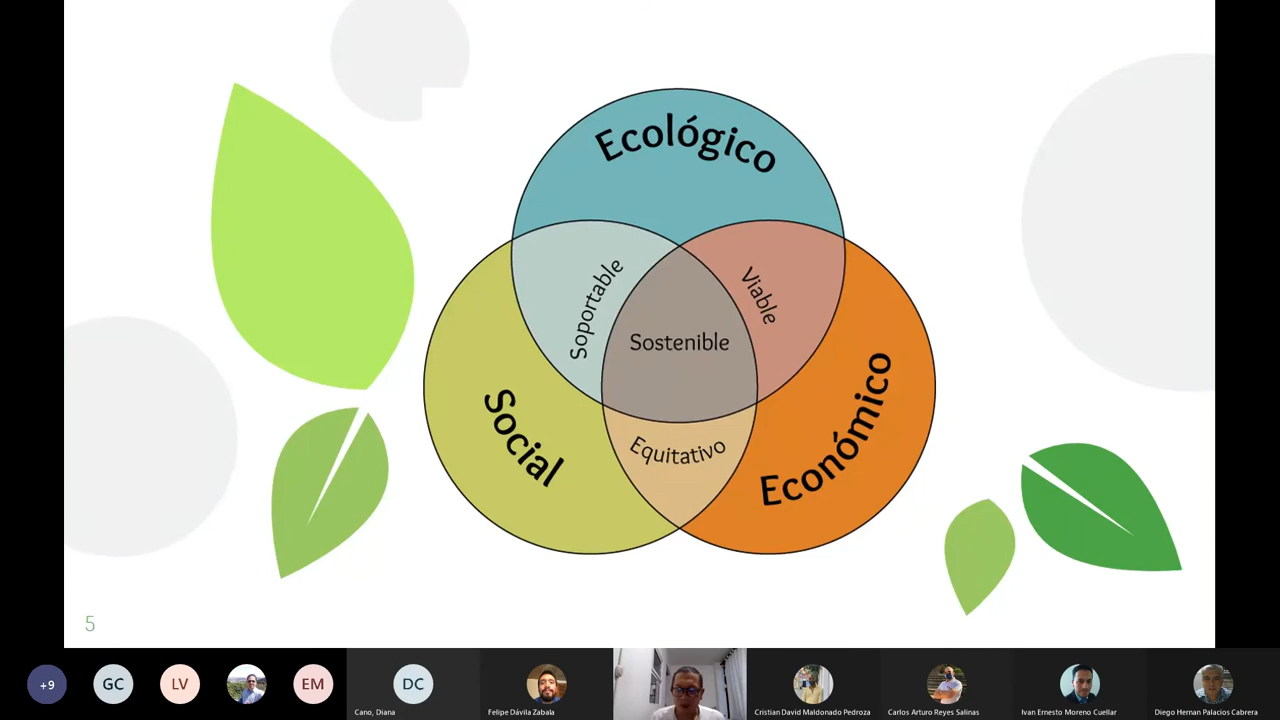 Ecológico
Soportable
Viable
Sostenible
Social
Equitativo
Económico
5
+9
GC
LV
EM
DC
Cano, Diana
Felipe Dávila Zabala
Cristian David Maldonado Pedroza
Carlos Arturo Reyes Salinas
Ivan Ernesto Moreno Cuellar
Diego Hernan Palacios Cabrera